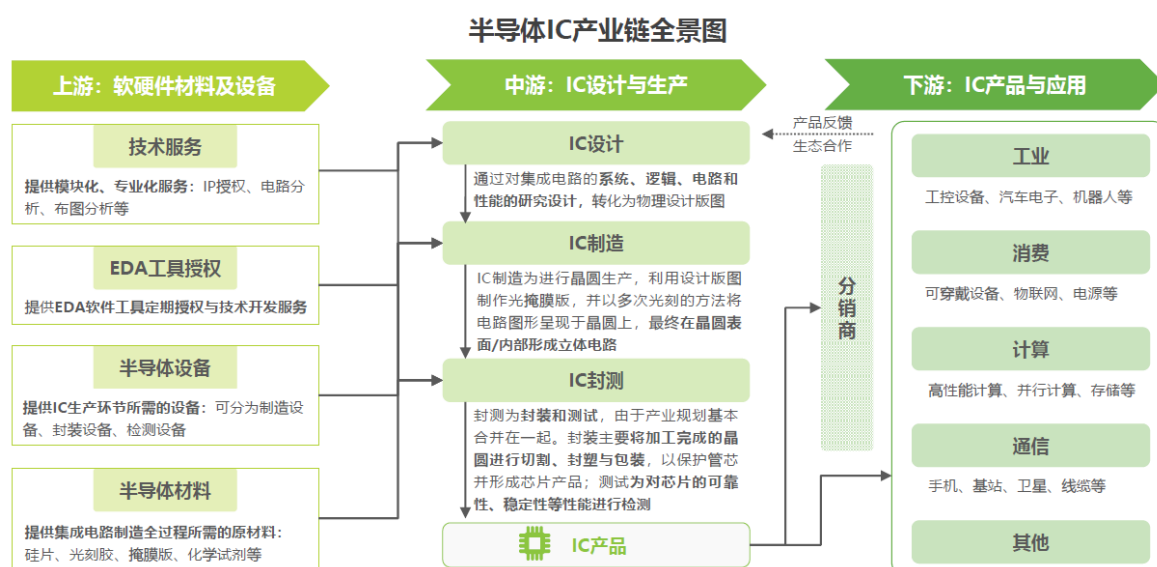 半导体IC产业链全景图
上游：软硬件材料及设备
技术服务
提供模块化、专业化服务：IP授权、电路分
析、布图分析等
EDA工具授权
提供EDA软件工具定期授权与技术开发服务
半导体设备
提供IC生产环节所需的设备：可分为制造设
备、封装设备、检测设备
半导体材料
提供集成电路制造全过程所需的原材料：
硅片、光刻胶、掩膜版、化学试剂等
中游：IC设计与生产
IC设计
通过对集成电路的系统、逻辑、电路和
性能的研究设计，转化为物理设计版图
IC制造
IC制造为进行晶圆生产，利用设计版图
制作光掩膜版，并以多次光刻的方法将
电路图形呈现于晶圆上，最终在晶圆表
面/内部形成立体电路
IC封测
封测为封装和测试，由于产业规划基本
合并在一起。封装主要将加工完成的晶
圆进行切割、封塑与包装，以保护管芯
并形成芯片产品；测试为对芯片的可靠
性、稳定性等性能进行检测
IC产品
下游：IC产品与应用
产品反馈
生态合作
分销商
工业
工控设备、汽车电子、机器人等
消费
可穿戴设备、物联网、电源等
计算
高性能计算、并行计算、存储等
通信
手机、基站、卫星、线缆等
其他